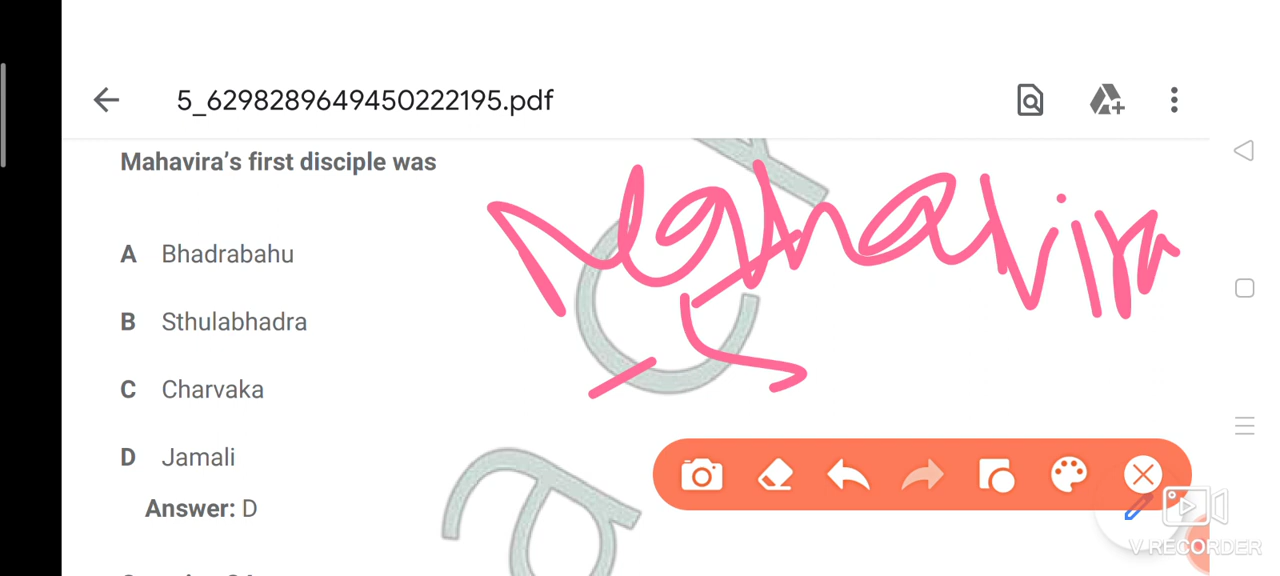 5_6298289649450222195.pdf
Mahavira's first disciple was
Mahavira
A Bhadrabahu
B Sthulabhadra
C Charvaka
D Jamali
Answer: D
V RECORDER